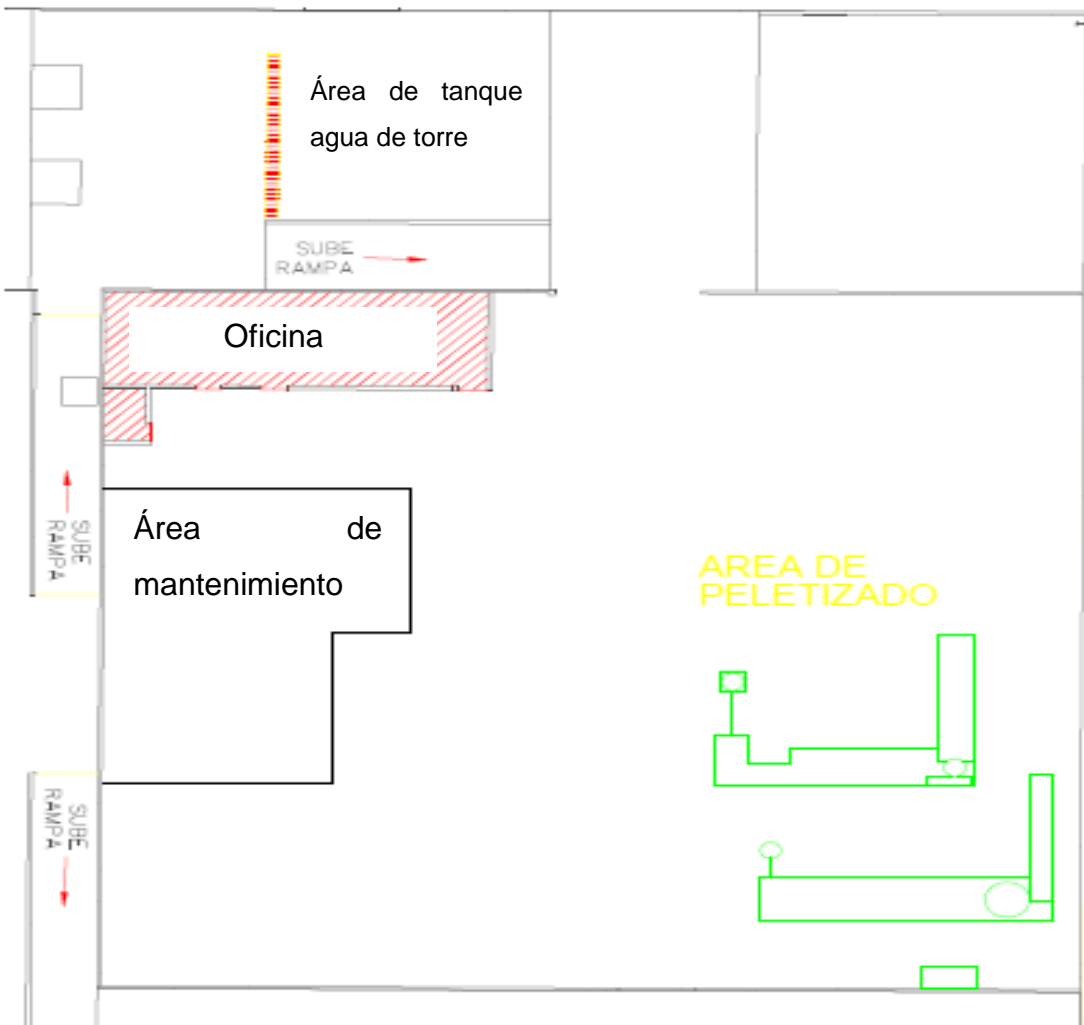 Área de tanque
agua de torre
SUBE
RAMPA
Oficina
SUBE
RAMPA
Área de
mantenimiento
AREA DE
PELETIZADO
SUBE
RAMPA